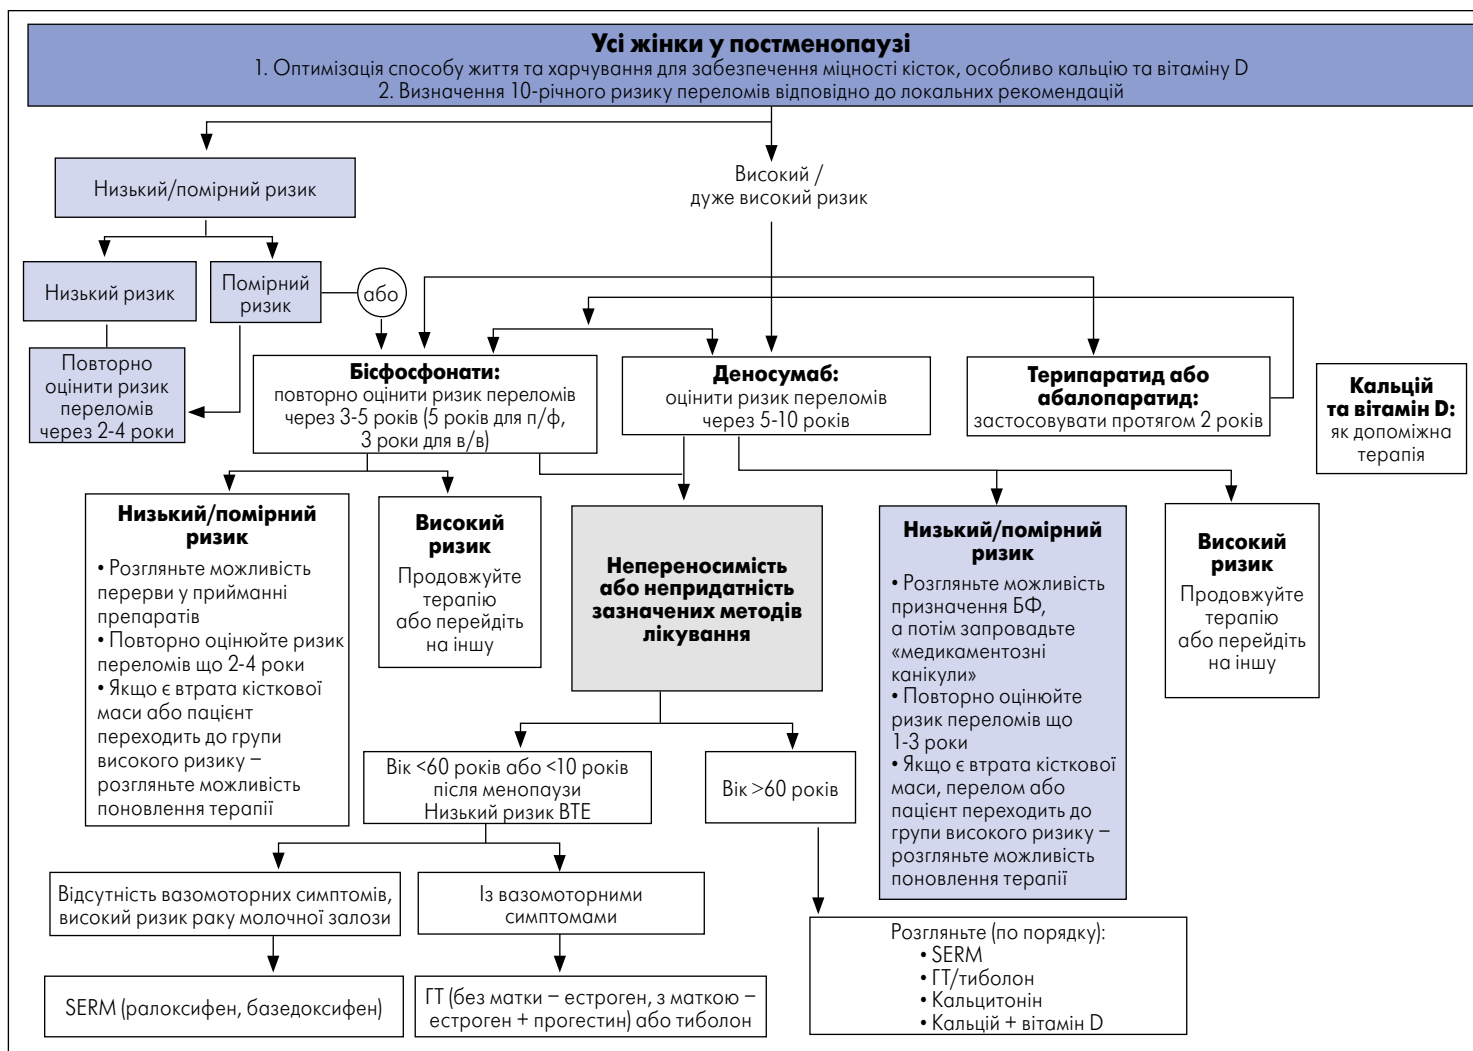 Усі жінки у постменопаузі
1. Оптимізація способу життя та харчування для забезпечення міцності кісток, особливо кальцію та вітаміну D
2. Визначення 10-річного ризику переломів відповідно до локальних рекомендацій
Низький/помірний ризик
Високий /
дуже високий ризик
Низький ризик
Помірний
ризик
або
Повторно
оцінити ризик
переломів
через 2-4 роки
Бісфосфонати:
повторно оцінити ризик переломів
через 3-5 років (5 років для п/ф,
3 роки для в/в)
Деносумаб:
оцінити ризик переломів
через 5-10 років
Терипаратид або
абалопаратид:
застосовувати протягом 2 років
Кальцій
та вітамін D:
як допоміжна
терапія
Низький/помірний
ризик
• Розгляньте можливість
перерви у прийманні
препаратів
• Повторно оцінюйте ризик
переломів що 2-4 роки
• Якщо є втрата кісткової
маси або пацієнт
переходить до групи
високого ризику –
розгляньте можливість
поновлення терапії
Високий
ризик
Продовжуйте
терапію
або перейдіть
на іншу
Непереносимість
або непридатність
зазначених методів
лікування
Низький/помірний
ризик
• Розгляньте можливість
призначення БФ,
а потім запровадьте
«медикаментозні
канікули»
• Повторно оцінюйте
ризик переломів що
1-3 роки
• Якщо є втрата кісткової
маси, перелом або
пацієнт переходить до
групи високого ризику –
розгляньте можливість
поновлення терапії
Високий
ризик
Продовжуйте
терапію
або перейдіть
на іншу
Вік <60 років або <10 років
після менопаузи
Низький ризик ВТЕ
Вік >60 років
Відсутність вазомоторних симптомів,
високий ризик раку молочної залози
Із вазомоторними
симптомами
SERM (ралоксифен, базедоксифен)
ГТ (без матки – естроген, з маткою –
естроген + прогестин) або тиболон
Розгляньте (по порядку):
• SERM
• ГТ/тиболон
• Кальцитонін
• Кальцій + вітамін D